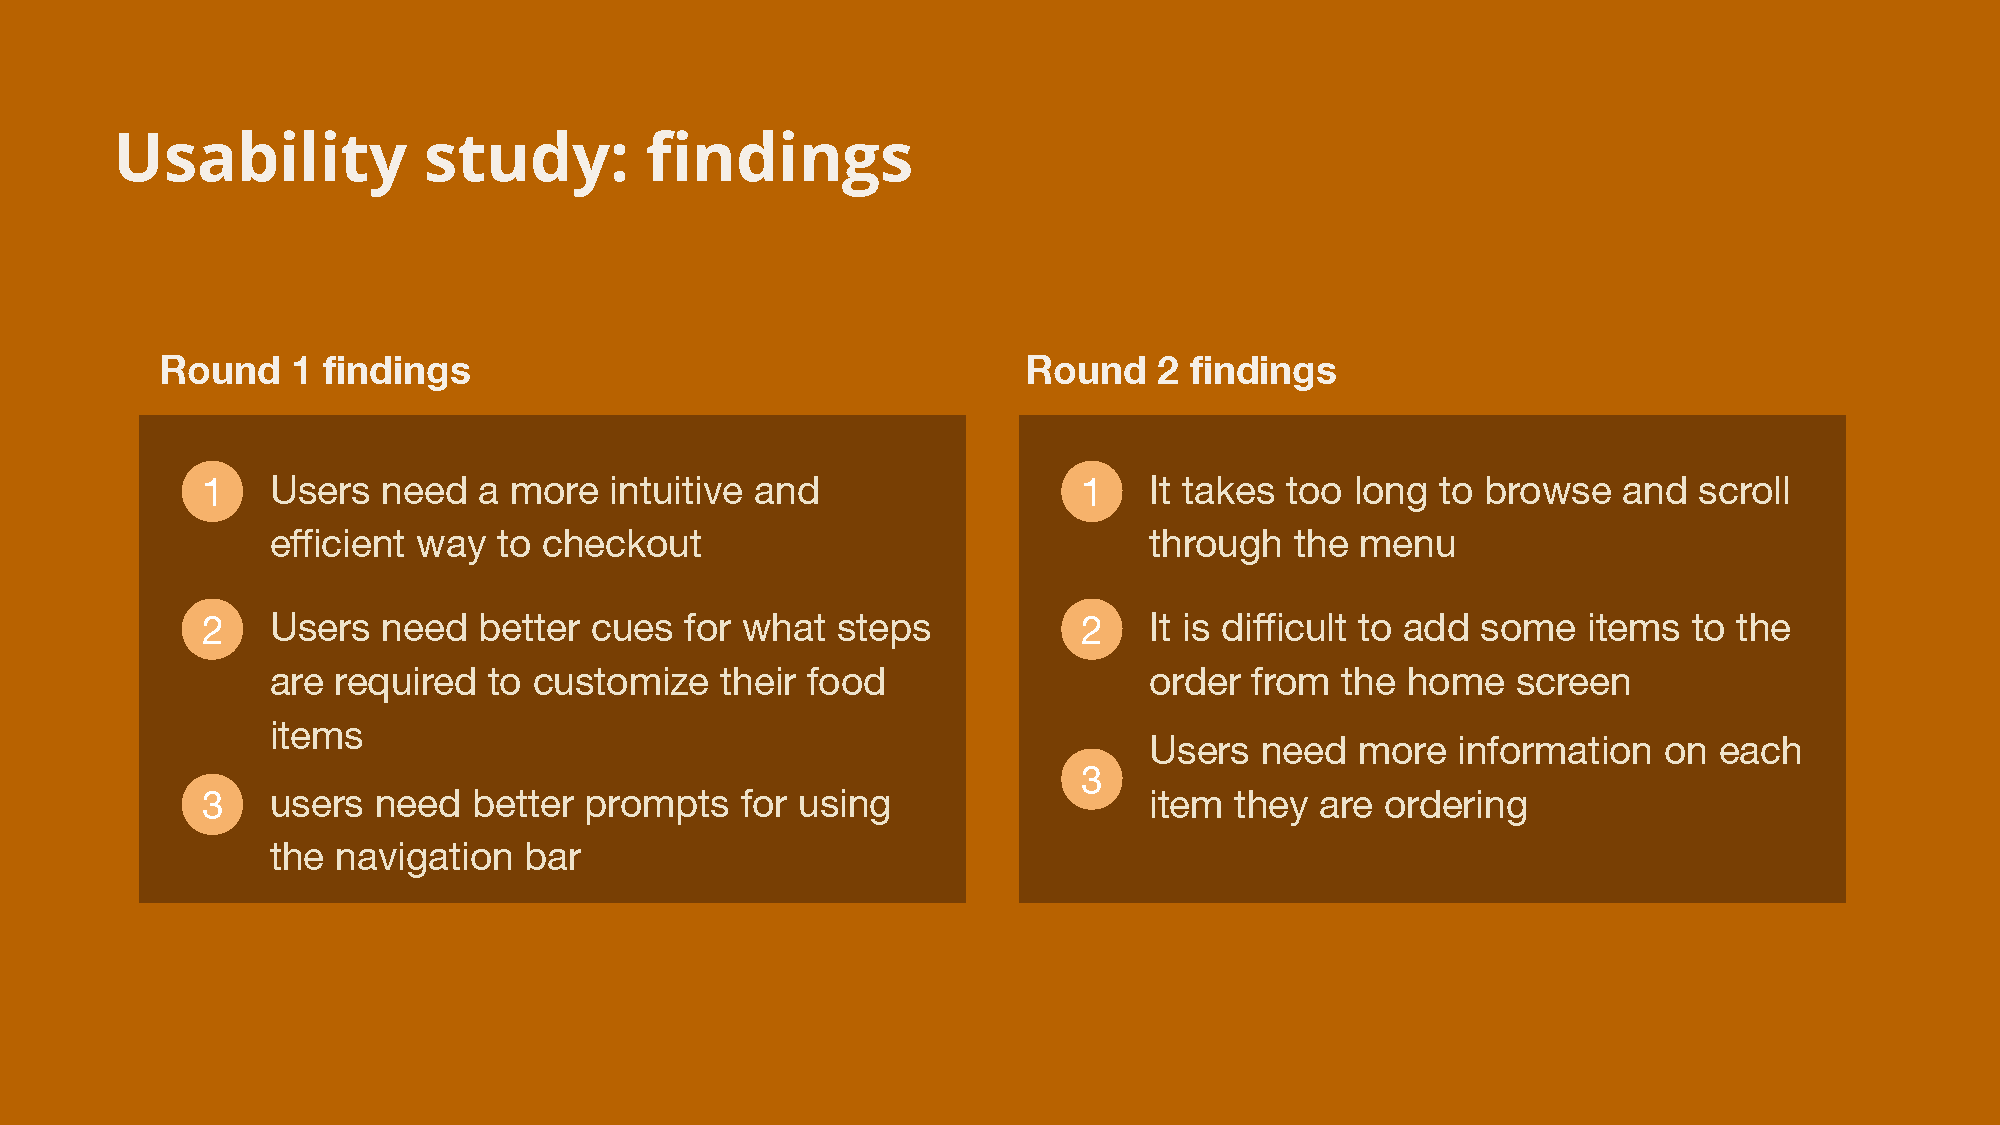 Usability study: findings
Round 1 findings
1 Users need a more intuitive and
efficient way to checkout
2 Users need better cues for what steps
are required to customize their food
items
3 users need better prompts for using
the navigation bar
Round 2 findings
1 It takes too long to browse and scroll
through the menu
2 It is difficult to add some items to the
order from the home screen
3 Users need more information on each
item they are ordering